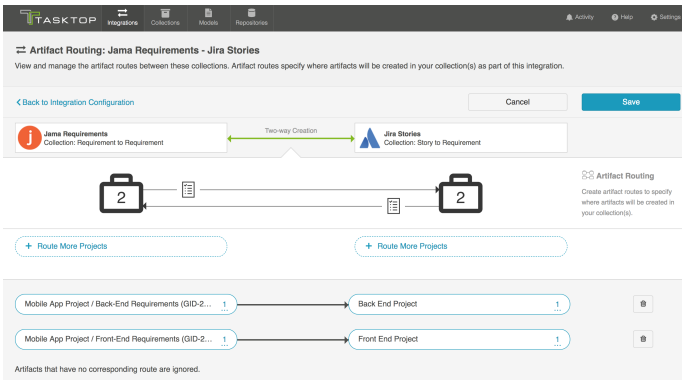 TASKTOP
Integrations
Collections
Models
Repositories
Activity
Help
Settings
Artifact Routing: Jama Requirements - Jira Stories
View and manage the artifact routes between these collections. Artifact routes specify where artifacts will be created in your collection(s) as part of this integration.
Back to Integration Configuration
Cancel
Save
j
Jama Requirements
Collection: Requirement to Requirement
Two-way Creation
Jira Stories
Collection: Story to Requirement
2
2
Artifact Routing
Create artifact routes to specify
where artifacts will be created in
your collection(s).
+ Route More Projects
+ Route More Projects
Mobile App Project / Back-End Requirements (GID-2... 1
Back End Project 1
Mobile App Project / Front-End Requirements (GID-2... 1
Front End Project 1
Artifacts that have no corresponding route are ignored.